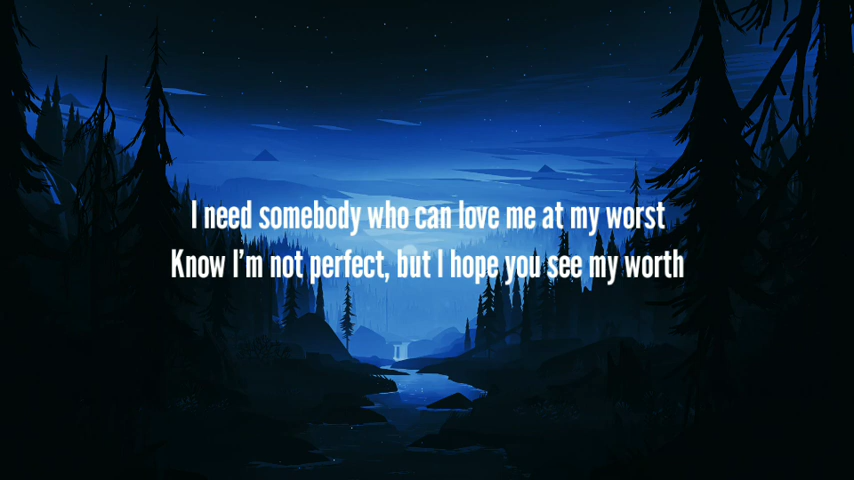 I need somebody who can love me at my worst
Know I'm not perfect, but I hope you see my worth